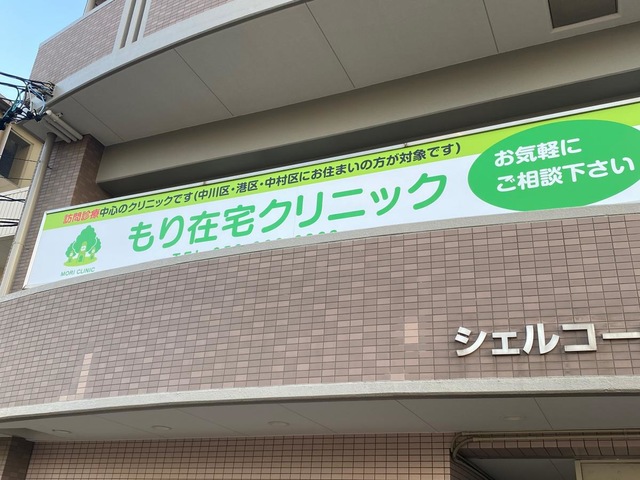 訪問診療中心のクリニックです(中川区・港区・中村区にお住まいの方が対象です)
もり在宅クリニック
お気軽に
ご相談下さい
MORI CLINIC
シェルコー